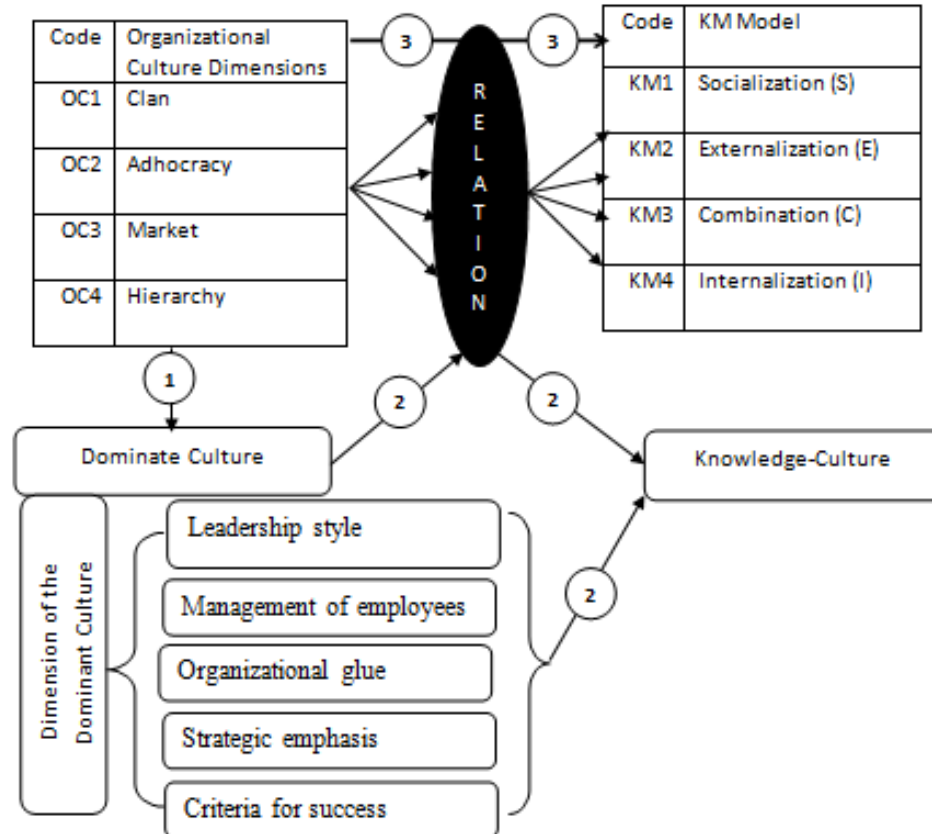 Code Organizational Culture Dimensions
OC1 Clan
OC2 Adhocracy
OC3 Market
OC4 Hierarchy
3
RELATION
3
Code KM Model
KM1 Socialization (S)
KM2 Externalization (E)
KM3 Combination (C)
KM4 Internalization (I)
1
2
2
Dominate Culture
Knowledge-Culture
Dimension of the
Dominant Culture
Leadership style
Management of employees
Organizational glue
Strategic emphasis
Criteria for success
2